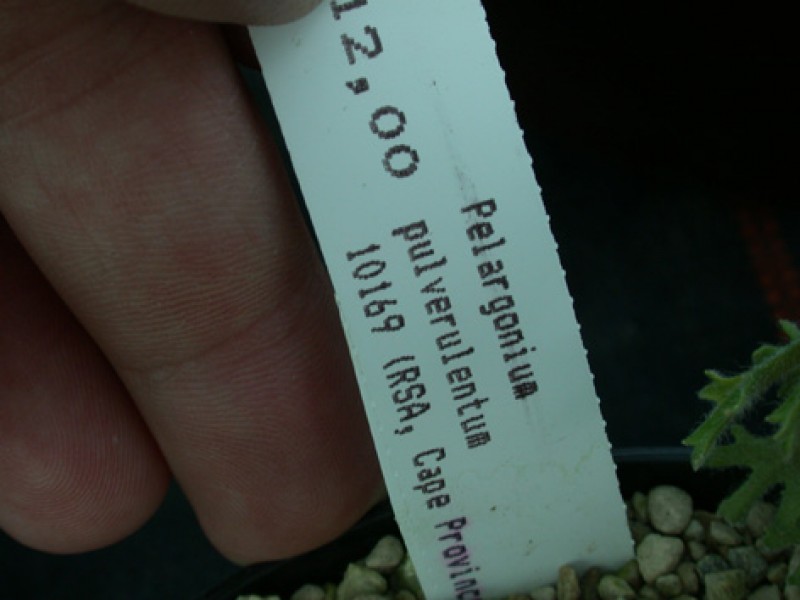 12,00
Pelargonium
pulverulentum
10169 (RSA, Cape Provinc